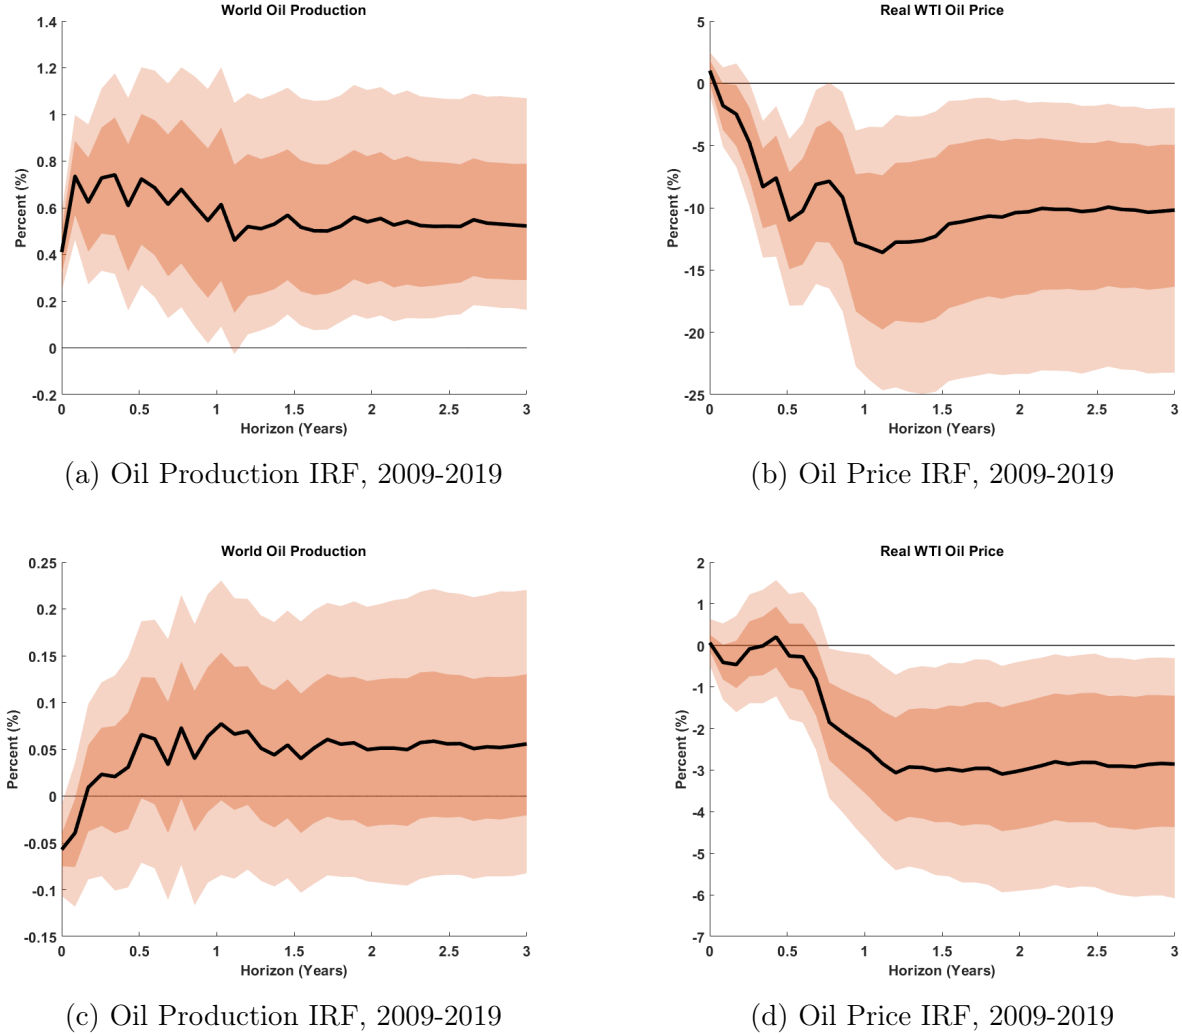 World Oil Production
1.4
1.2
1
0.8
0.6
0.4
0.2
0
-0.2
Percent (%)
0 0.5 1 1.5 2 2.5 3
Horizon (Years)
(a) Oil Production IRF, 2009-2019
Real WTI Oil Price
5
0
-5
-10
-15
-20
-25
Percent (%)
0 0.5 1 1.5 2 2.5 3
Horizon (Years)
(b) Oil Price IRF, 2009-2019
World Oil Production
0.25
0.2
0.15
0.1
0.05
0
-0.05
-0.1
-0.15
Percent (%)
0 0.5 1 1.5 2 2.5 3
Horizon (Years)
(c) Oil Production IRF, 2009-2019
Real WTI Oil Price
2
1
0
-1
-2
-3
-4
-5
-6
-7
Percent (%)
0 0.5 1 1.5 2 2.5 3
Horizon (Years)
(d) Oil Price IRF, 2009-2019